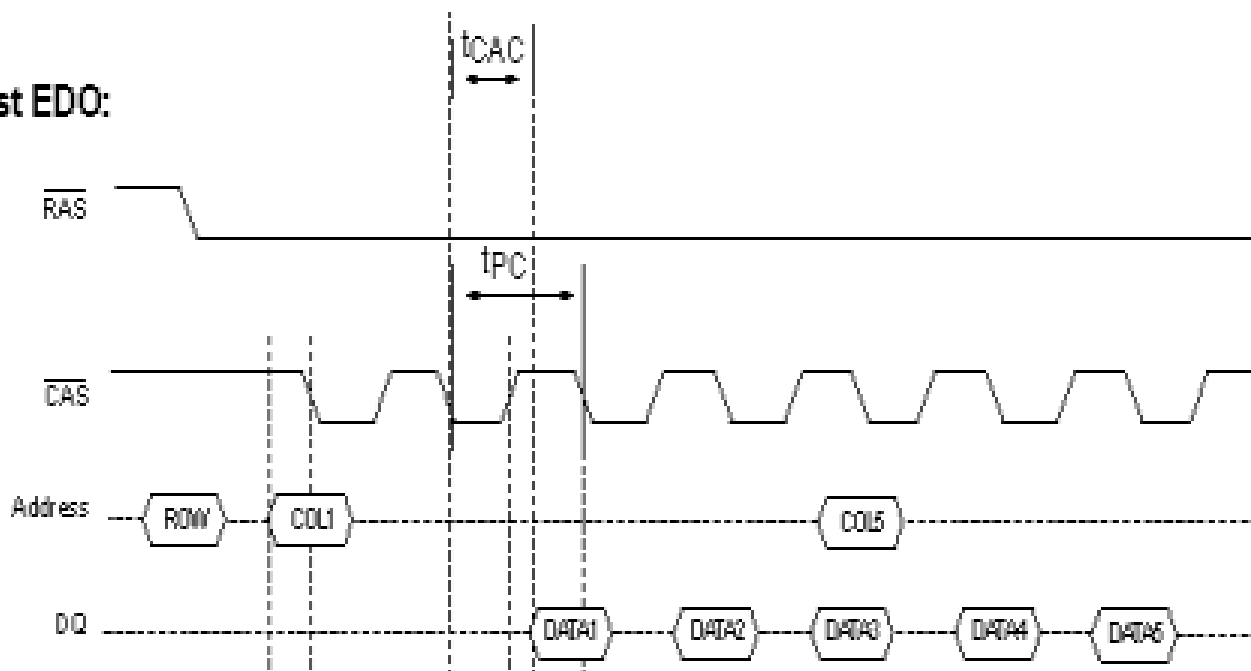 tCAC
st EDO:
RAS
tPC
CAS
Address ROW COL1 COL5
DQ DATA1 DATA2 DATA3 DATA4 DATA5